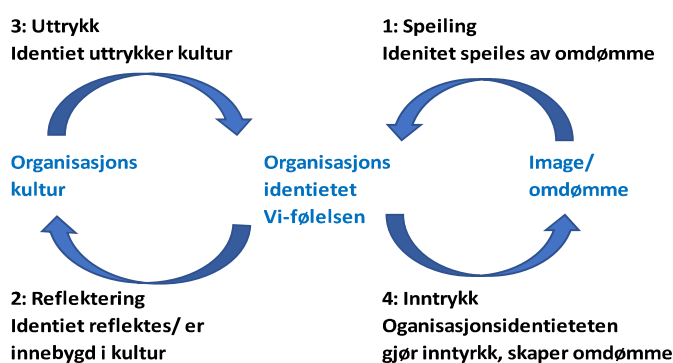 3: Uttrykk
Identiet uttrykker kultur
1: Speiling
Idenitet speiles av omdømme
Organisasjons
kultur
Organisasjons
identietet
Vi-følelsen
Image/
omdømme
2: Reflektering
Identiet reflektes/ er
innebygd i kultur
4: Inntrykk
Oganisasjonsidentieteten
gjør inntyrkk, skaper omdømme